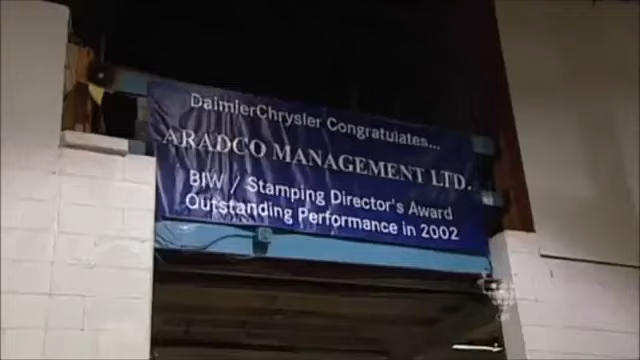 DaimlerChrysler Congratulates...
ARADCO MANAGEMENT LTD.
BIW / Stamping Director's Award
Outstanding Performance in 2002